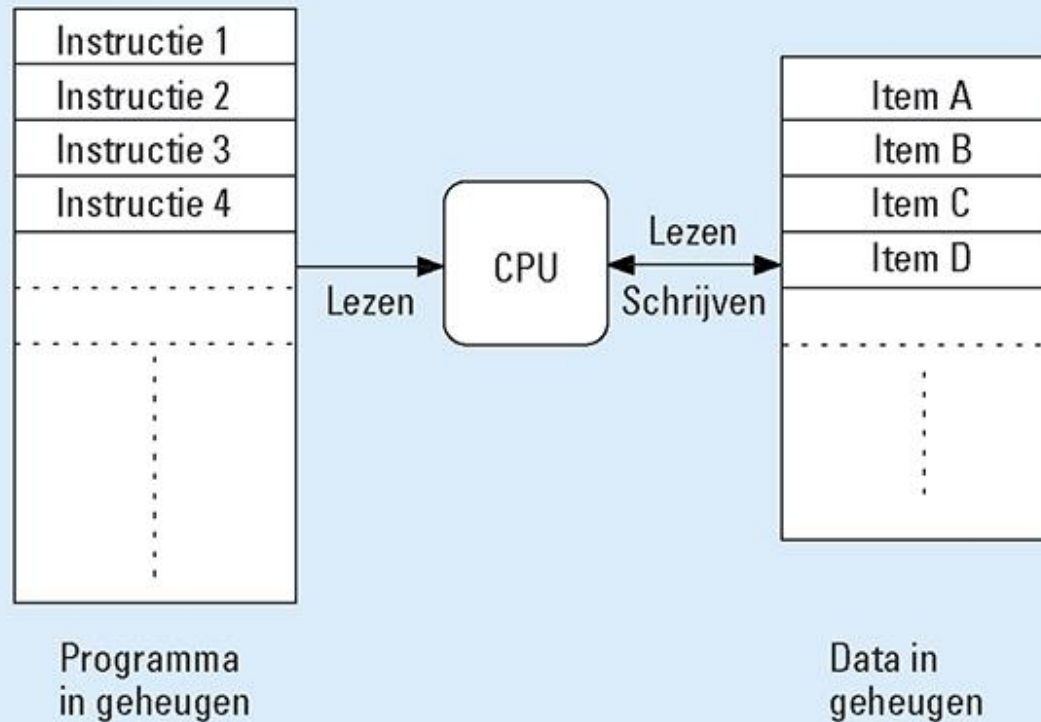 Instructie 1
Instructie 2
Instructie 3
Instructie 4
Lezen
CPU
Lezen
Schrijven
Item A
Item B
Item C
Item D
Programma
in geheugen
Data in
geheugen